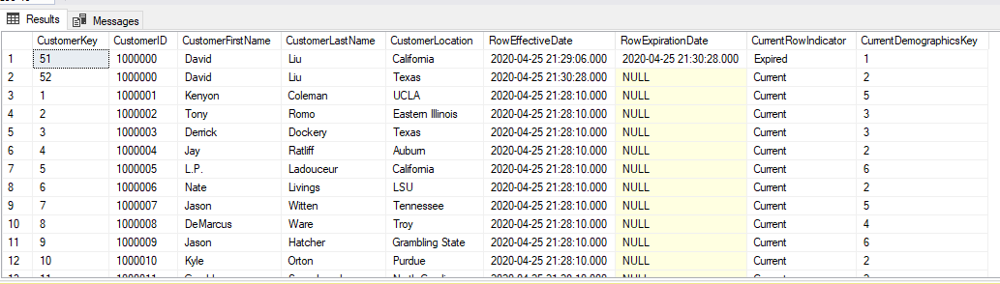 Results Messages
CustomerKey CustomerID CustomerFirstName CustomerLastName CustomerLocation RowEffectiveDate RowExpirationDate CurrentRowIndicator CurrentDemographicsKey
1 51 1000000 David Liu California 2020-04-25 21:29:06.000 2020-04-25 21:30:28.000 Expired 1
2 52 1000000 David Liu Texas 2020-04-25 21:30:28.000 NULL Current 2
3 1 1000001 Kenyon Coleman UCLA 2020-04-25 21:28:10.000 NULL Current 5
4 2 1000002 Tony Romo Eastern Illinois 2020-04-25 21:28:10.000 NULL Current 3
5 3 1000003 Derrick Dockery Texas 2020-04-25 21:28:10.000 NULL Current 3
6 4 1000004 Jay Ratliff Auburn 2020-04-25 21:28:10.000 NULL Current 2
7 5 1000005 L.P. Ladouceur California 2020-04-25 21:28:10.000 NULL Current 6
8 6 1000006 Nate Livings LSU 2020-04-25 21:28:10.000 NULL Current 2
9 7 1000007 Jason Witten Tennessee 2020-04-25 21:28:10.000 NULL Current 5
10 8 1000008 DeMarcus Ware Troy 2020-04-25 21:28:10.000 NULL Current 4
11 9 1000009 Jason Hatcher Grambling State 2020-04-25 21:28:10.000 NULL Current 6
12 10 1000010 Kyle Orton Purdue 2020-04-25 21:28:10.000 NULL Current 2